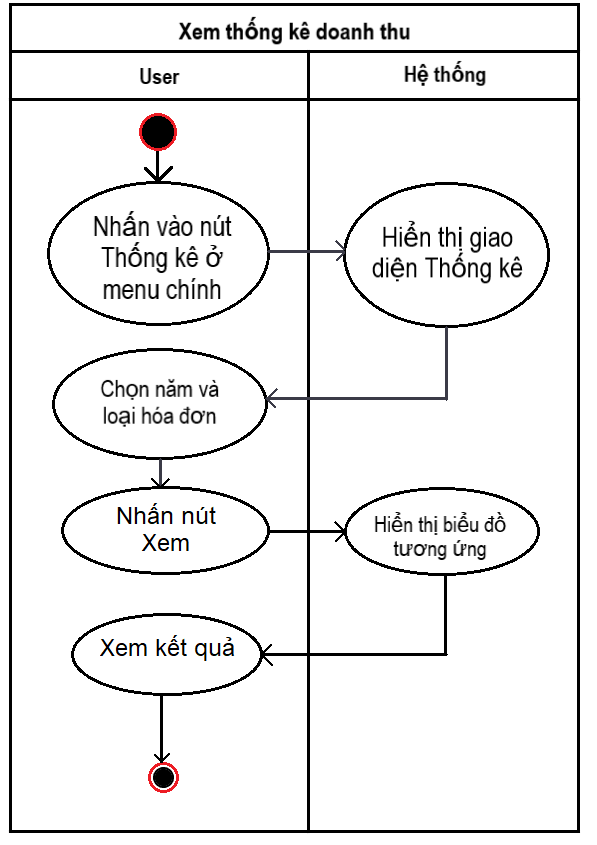 Xem thống kê doanh thu
User
Hệ thống
Nhấn vào nút
Thống kê ở
menu chính
Hiển thị giao
diện Thống kê
Chọn năm và
loại hóa đơn
Nhấn nút
Xem
Hiển thị biểu đồ
tương ứng
Xem kết quả